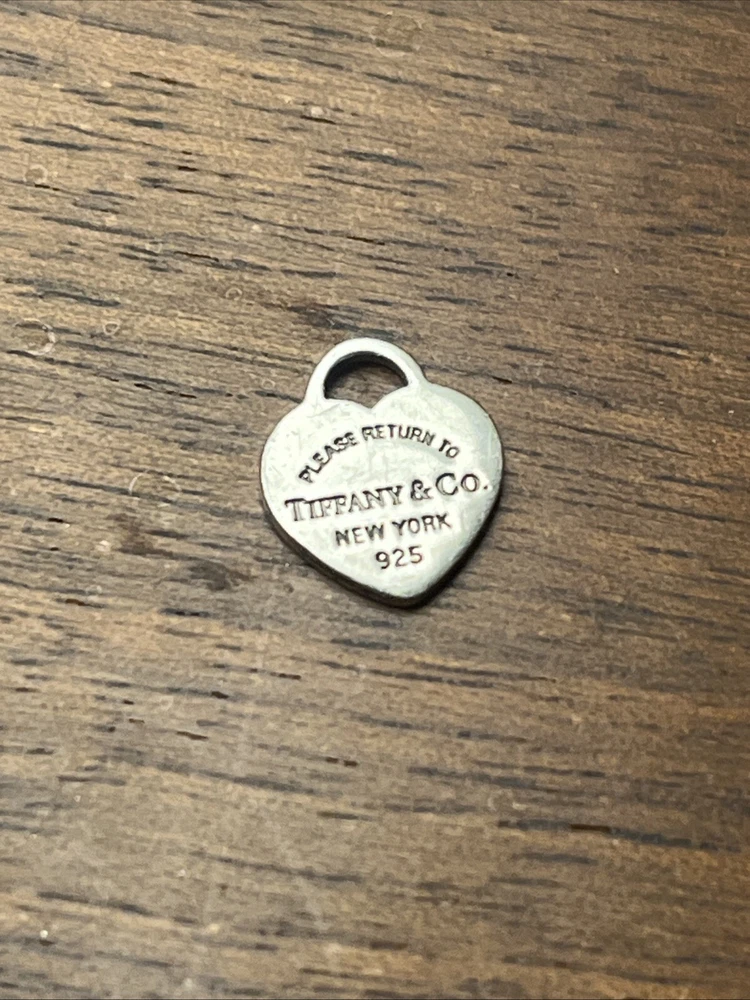 PLEASE RETURN TO
TIFFANY & CO.
NEW YORK
925